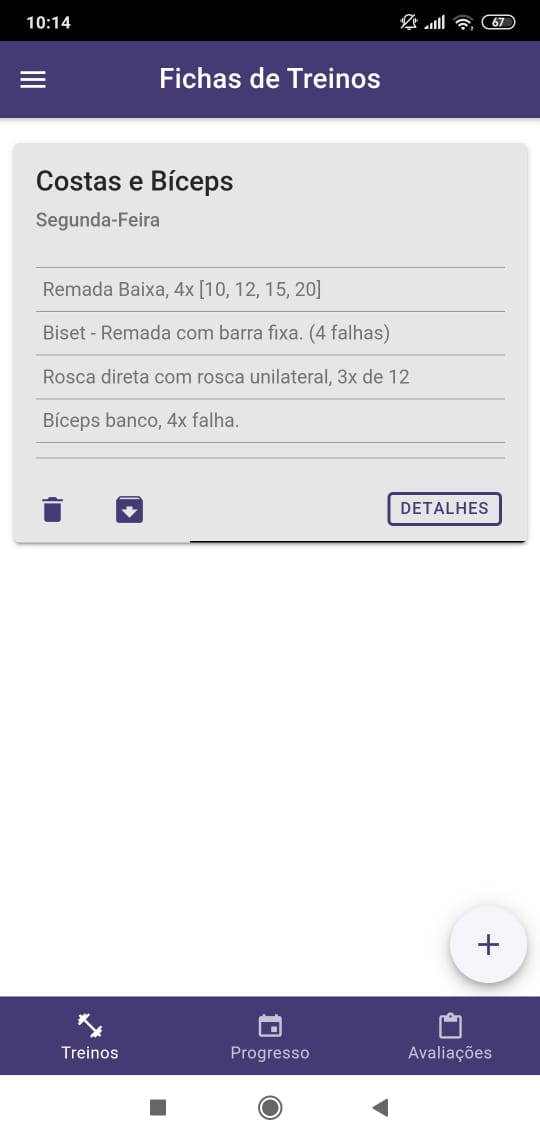 10:14
67
Fichas de Treinos
Costas e Bíceps
Segunda-Feira
Remada Baixa, 4x [10, 12, 15, 20]
Biset - Remada com barra fixa. (4 falhas)
Rosca direta com rosca unilateral, 3x de 12
Bíceps banco, 4x falha.
DETALHES
Treinos
Progresso
Avaliações